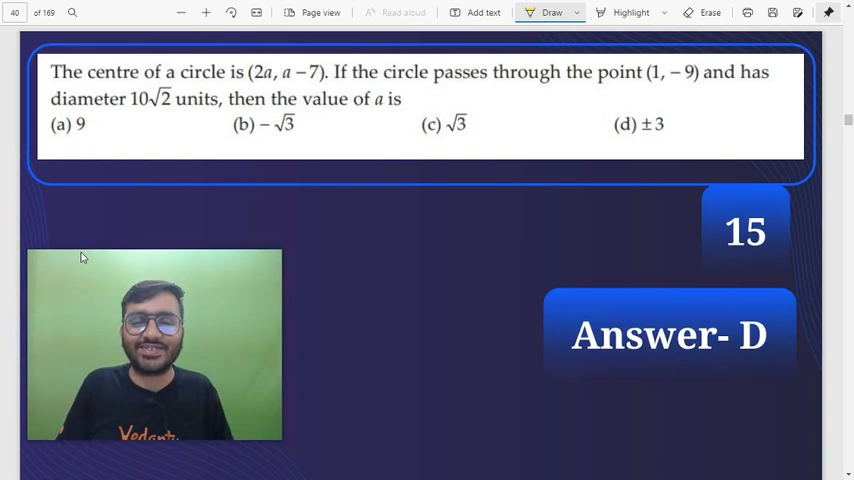 40 of 169 Page view Read aloud Add text Draw Highlight Erase
The centre of a circle is (2a, a – 7). If the circle passes through the point (1, – 9) and has
diameter 10√2 units, then the value of a is
(a) 9 (b) – √3 (c) √3 (d) ± 3
15
Answer- D